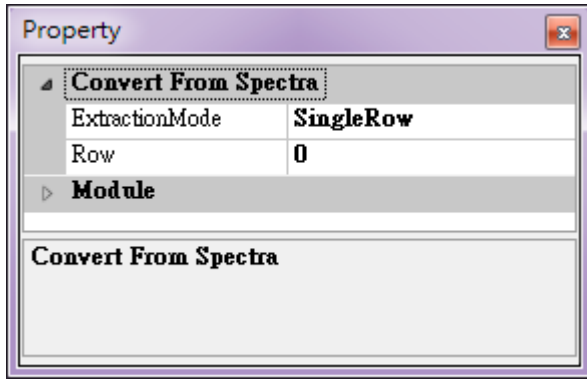 Property
Convert From Spectra
ExtractionMode SingleRow
Row 0
Module
Convert From Spectra